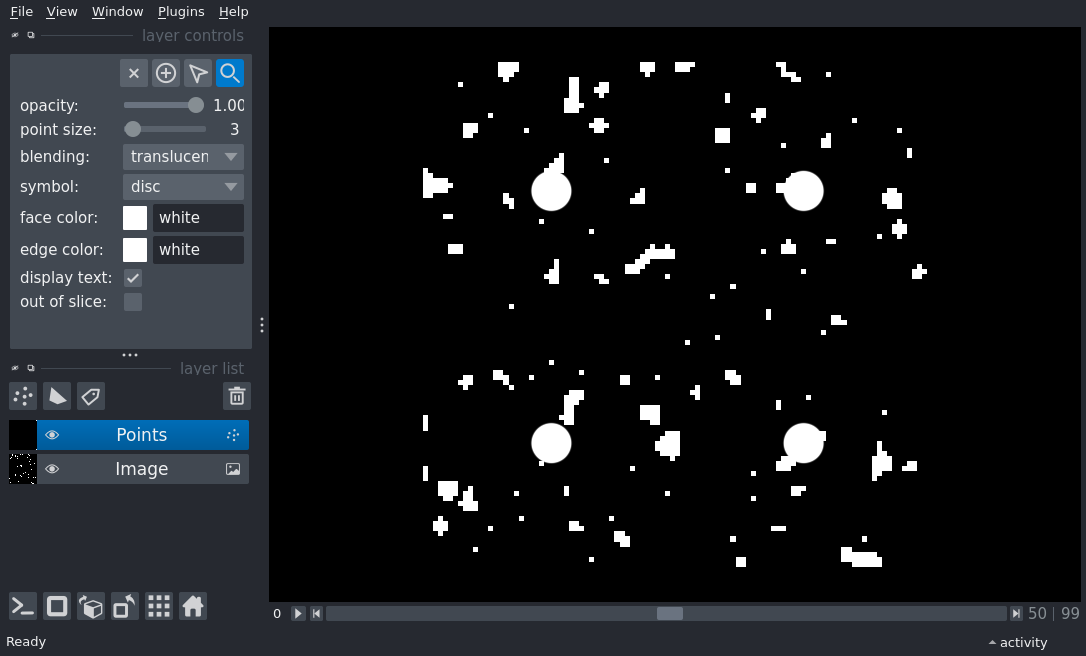 File View Window Plugins Help
layer controls
opacity: 1.00
point size: 3
blending: translucen
symbol: disc
face color: white
edge color: white
display text:
out of slice:
layer list
Points
Image
0 50 | 99
Ready activity